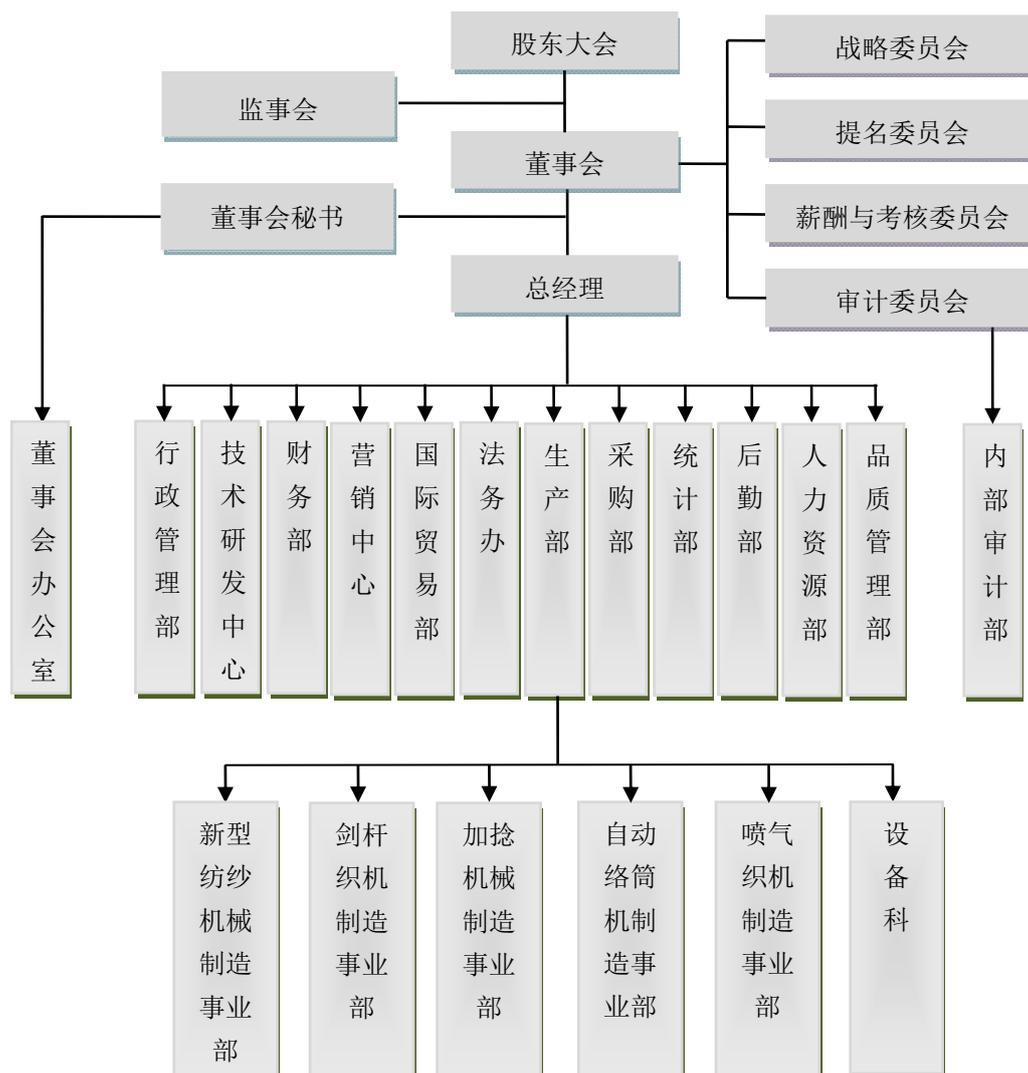 股东大会
战略委员会
监事会
提名委员会
董事会
董事会秘书
薪酬与考核委员会
总经理
审计委员会
董事会办公室
行政管理部
技术研发中心
财务部
营销中心
国际贸易部
法务办
生产部
采购部
统计部
后勤部
人力资源部
品质管理部
内部审计部
新型
纺纱
机械
制造
事业
部
剑杆
织机
制造
事业
部
加捻
机械
制造
事业
部
自动
络筒
机制
造事
业部
喷气
织机
制造
事业
部
设备科